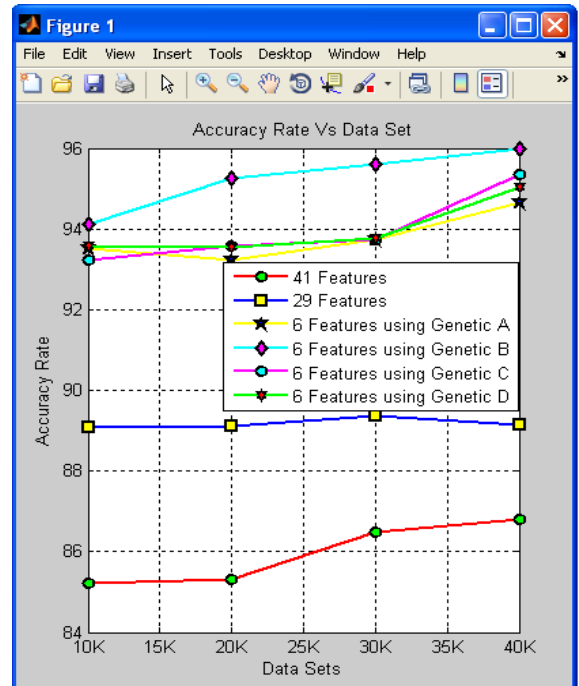 Figure 1
File Edit View Insert Tools Desktop Window Help
Accuracy Rate Vs Data Set
96
94
92
90
88
86
84
Accuracy Rate
41 Features
29 Features
6 Features using Genetic A
6 Features using Genetic B
6 Features using Genetic C
6 Features using Genetic D
10K 15K 20K 25K 30K 35K 40K
Data Sets